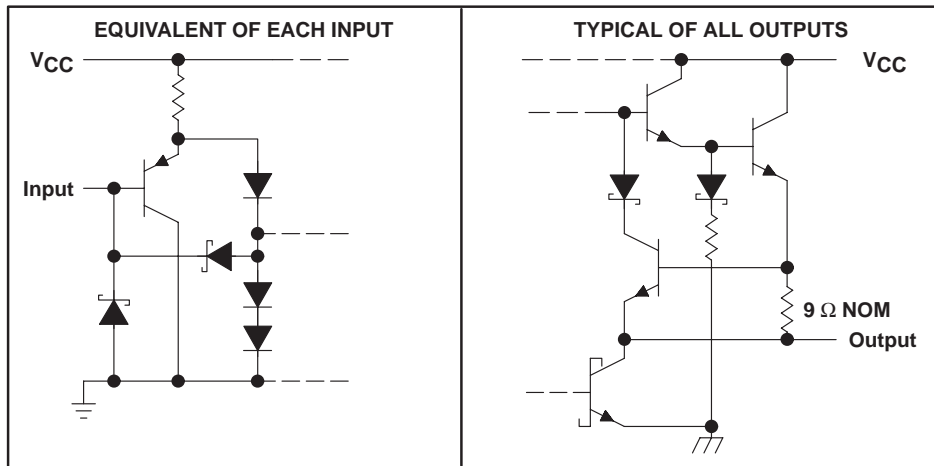 EQUIVALENT OF EACH INPUT
VCC
Input
TYPICAL OF ALL OUTPUTS
VCC
9 Ω NOM
Output